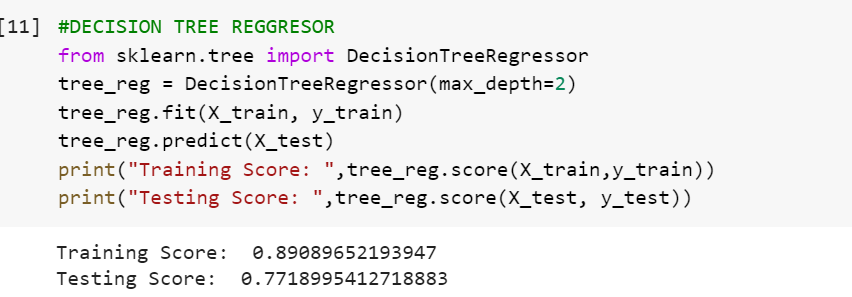 [11] #DECISION TREE REGGRESOR
from sklearn.tree import DecisionTreeRegressor
tree_reg = DecisionTreeRegressor(max_depth=2)
tree_reg.fit(X_train, y_train)
tree_reg.predict(X_test)
print("Training Score: ",tree_reg.score(X_train,y_train))
print("Testing Score: ",tree_reg.score(X_test, y_test))
Training Score:  0.89089652193947
Testing Score:  0.7718995412718883